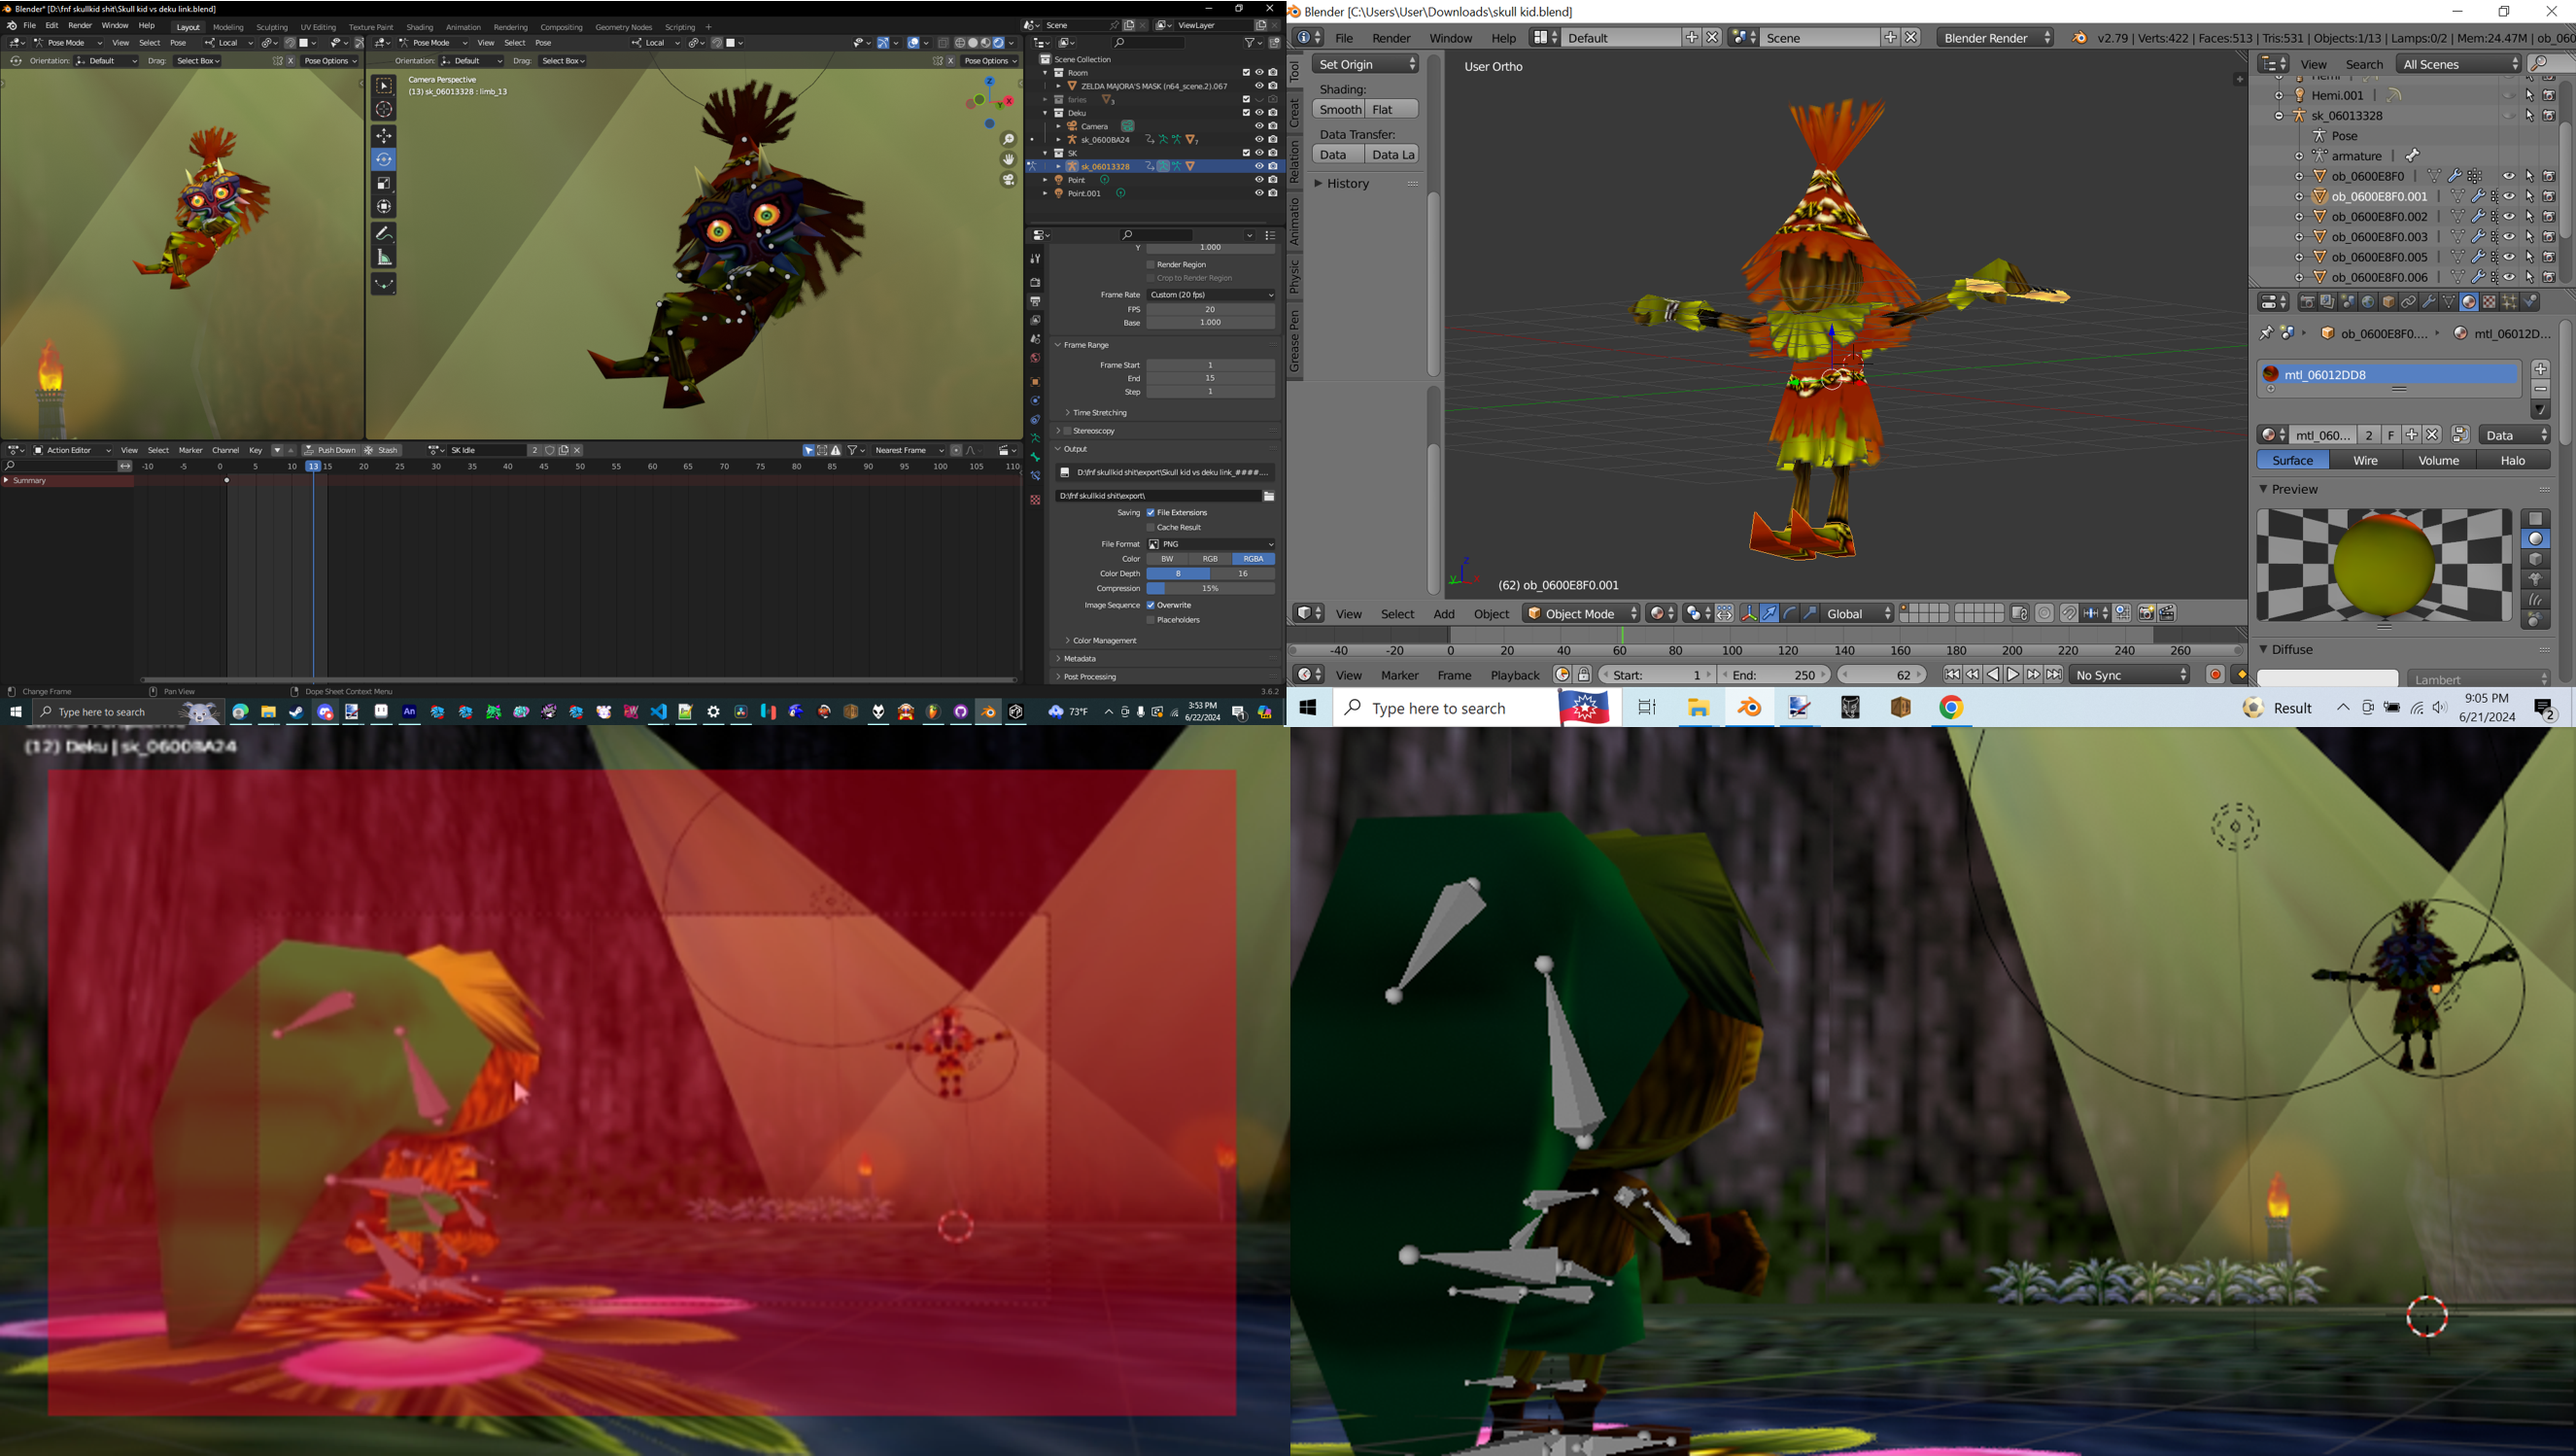 Blender* [D:\fnf skullkid shit\Skull kid vs deku link.blend]
File Edit Render Window Help Layout Modeling Sculpting UV Editing Texture Paint Shading Animation Rendering Compositing Geometry Nodes Scripting + Scene ViewLayer
Pose Mode View Select Pose Local Pose Mode View Select Pose Local
Orientation: Default Drag: Select Box Pose Options Orientation: Default Drag: Select Box Pose Options
Camera Perspective
(13) sk_06013328 : limb_13
Scene Collection
Room
ZELDA MAJORA'S MASK (n64_scene.2).067
faries 3
Deku
Camera
sk_0600BA24 7
SK
sk_06013328
Point
Point.001
Y 1.000
Render Region
Crop to Render Region
Frame Rate Custom (20 fps)
FPS 20
Base 1.000
Frame Range
Frame Start 1
End 15
Step 1
Time Stretching
Stereoscopy
Output
D:\fnf skullkid shit\export\Skull kid vs deku link_####....
D:\fnf skullkid shit\export\
Saving File Extensions
Cache Result
File Format PNG
Color BW RGB RGBA
Color Depth 8 16
Compression 15%
Image Sequence Overwrite
Placeholders
Color Management
Metadata
Post Processing
Action Editor View Select Marker Channel Key Push Down Stash SK Idle 2 Nearest Frame
-10 -5 0 5 10 13 15 20 25 30 35 40 45 50 55 60 65 70 75 80 85 90 95 100 105 110
Summary
Change Frame Pan View Dope Sheet Context Menu 3.6.2
Type here to search An 73°F 3:53 PM
6/22/2024
Blender [C:\Users\User\Downloads\skull kid.blend]
File Render Window Help Default Scene Blender Render v2.79 | Verts:422 | Faces:513 | Tris:531 | Objects:1/13 | Lamps:0/2 | Mem:24.47M | ob_060
Tool
Creat
Relation
Animatio
Physic
Grease Pen
Set Origin
Shading:
Smooth Flat
Data Transfer:
Data Data La
History
User Ortho
(62) ob_0600E8F0.001
View Search All Scenes
Hemi
Hemi.001
sk_06013328
Pose
armature
ob_0600E8F0
ob_0600E8F0.001
ob_0600E8F0.002
ob_0600E8F0.003
ob_0600E8F0.005
ob_0600E8F0.006
ob_0600E8F0.... mtl_06012D...
mtl_06012DD8
mtl_060... 2 F Data
Surface Wire Volume Halo
Preview
Diffuse
Lambert
View Select Add Object Object Mode Global
-40 -20 0 20 40 60 80 100 120 140 160 180 200 220 240 260
View Marker Frame Playback Start: 1 End: 250 62 No Sync
Type here to search Result 9:05 PM
6/21/2024 2
(12) Deku | sk_0600BA24